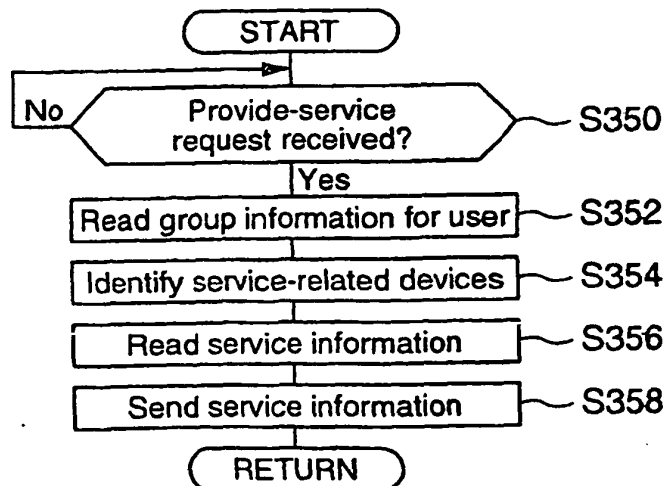 START
No
Provide-service
request received?
S350
Yes
Read group information for user
S352
Identify service-related devices
S354
Read service information
S356
Send service information
S358
RETURN